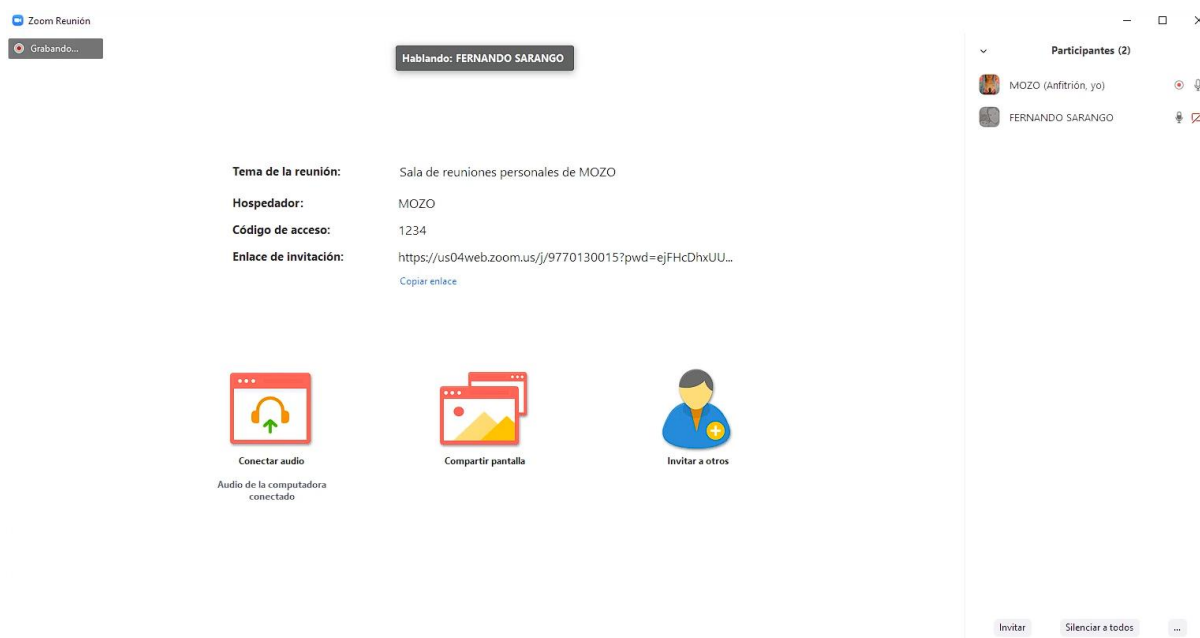 Zoom Reunión
Grabando...
Hablando: FERNANDO SARANGO
Participantes (2)
MOZO (Anfitrión, yo)
FERNANDO SARANGO
Tema de la reunión: Sala de reuniones personales de MOZO
Hospedador: MOZO
Código de acceso: 1234
Enlace de invitación: https://us04web.zoom.us/j/9770130015?pwd=ejFHcDhxUU...
Copiar enlace
Conectar audio
Compartir pantalla
Invitar a otros
Audio de la computadora
conectado
Invitar
Silenciar a todos
...